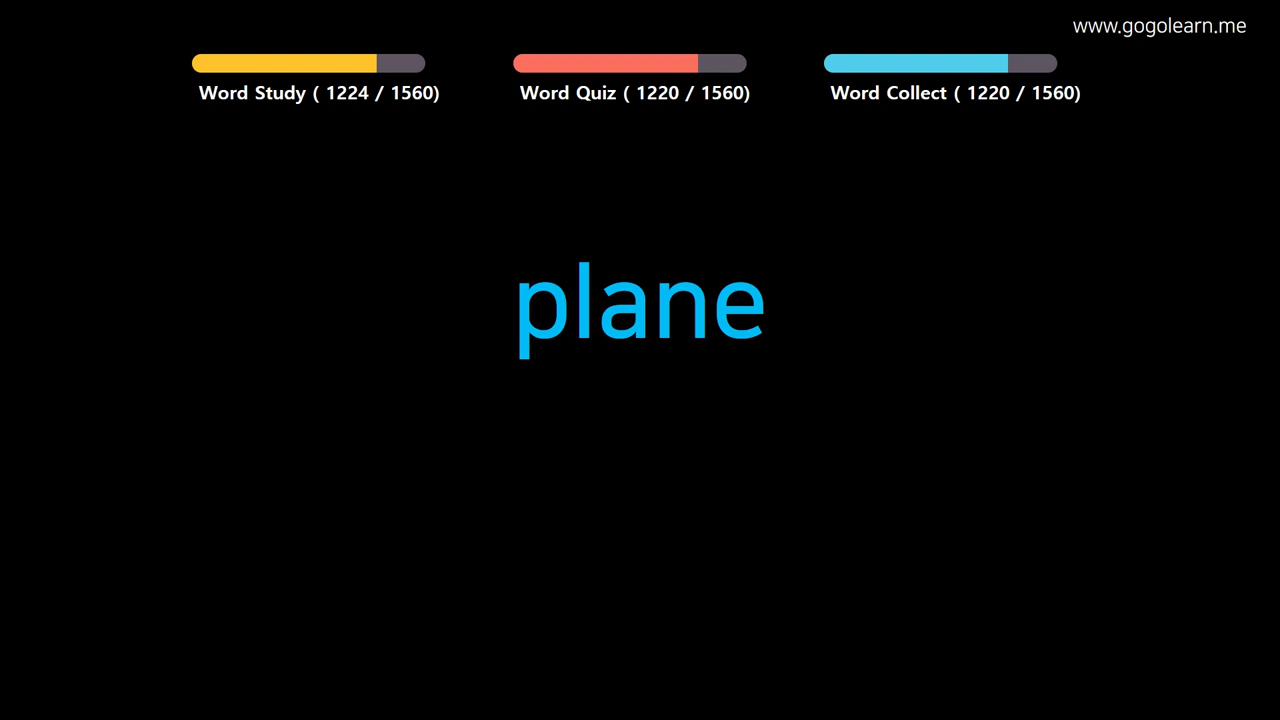 www.gogolearn.me
Word Study ( 1224 / 1560)
Word Quiz ( 1220 / 1560)
Word Collect ( 1220 / 1560)
plane